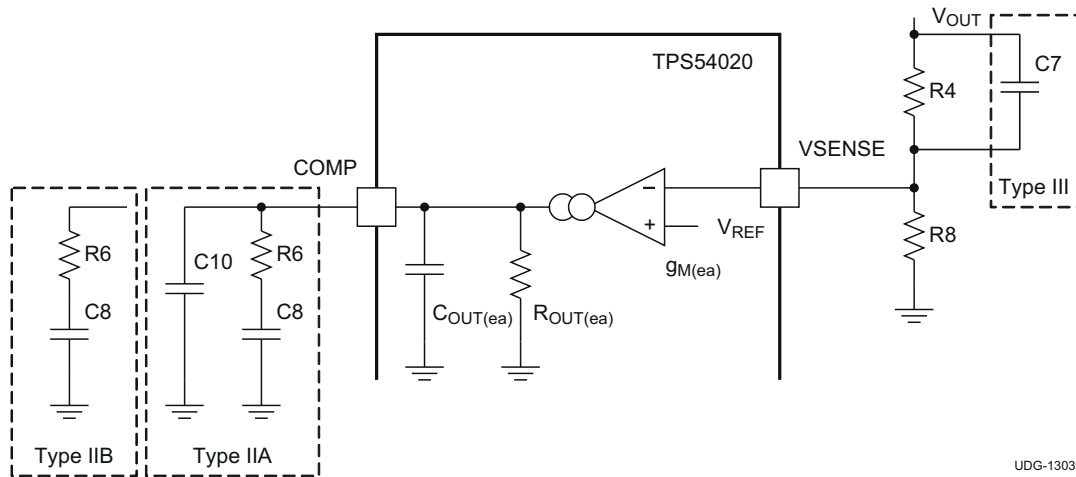 VOUT
C7
TPS54020
R4
COMP
VSENSE
Type III
R6
C10
R6
VREF
R8
gM(ea)
C8
C8
COUT(ea)
ROUT(ea)
Type IIB
Type IIA
UDG-1303